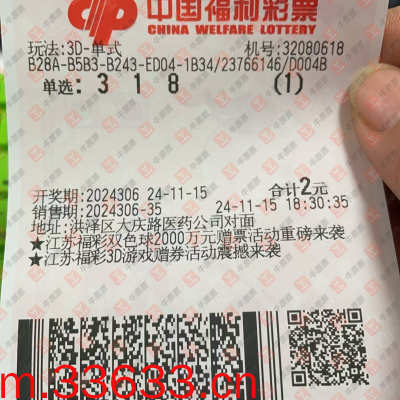 中国福利彩票
CHINA WELFARE LOTTERY
玩法:3D-单式 机号:32080618
B28A-B5B3-B243-ED04-1B34/23766146/D004B
单选: 3 1 8 (1)
开奖期:2024306 24-11-15 合计2元
销售期:2024306-35 24-11-15 18:30:35
地址:洪泽区大庆路医药公司对面
★江苏福彩双色球2000万元赠票活动重磅来袭
★江苏福彩3D游戏赠券活动震撼来袭
m.33633.cn